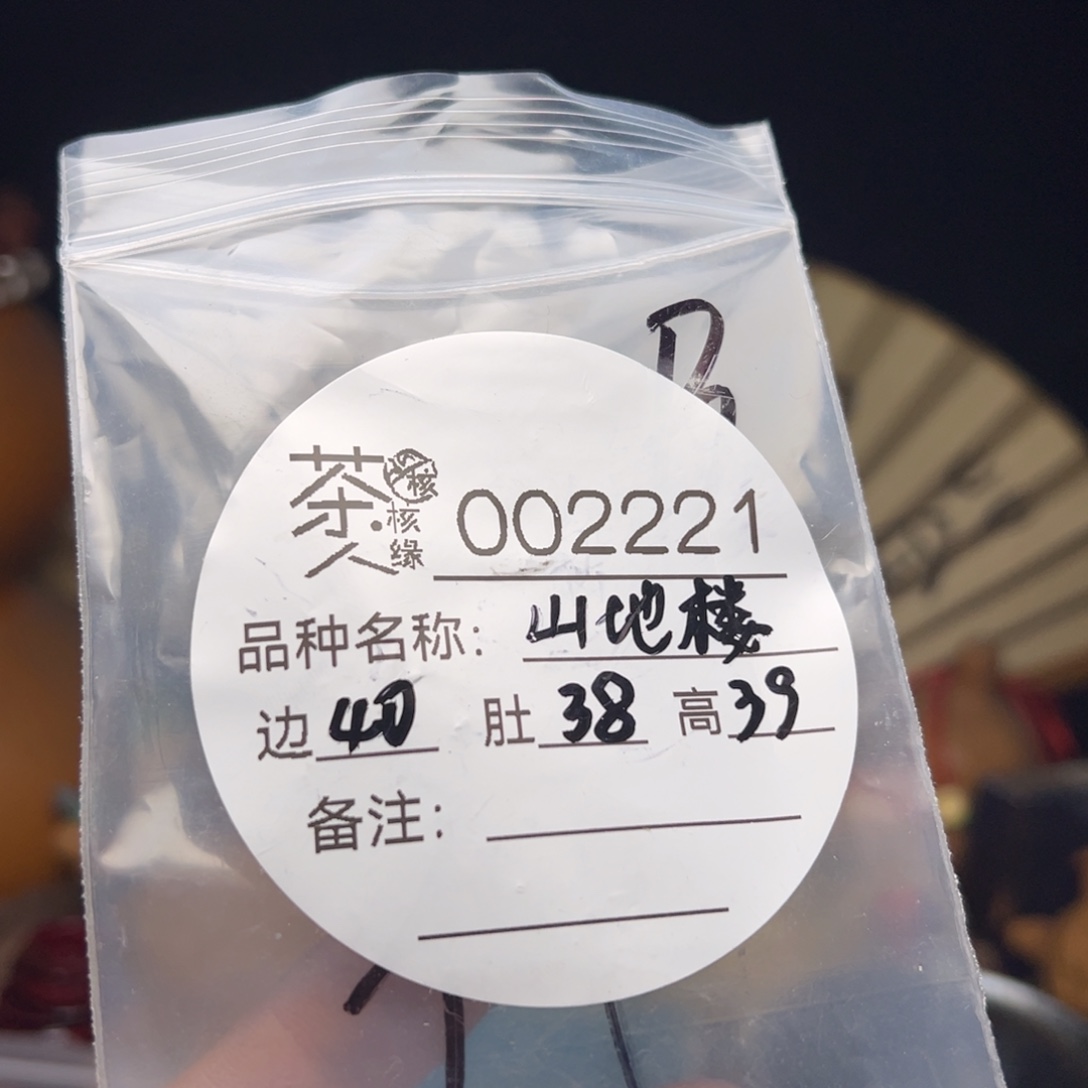 茶人
核缘
002221
品种名称: 山地楼
边 40 肚 38 高 39
备注: